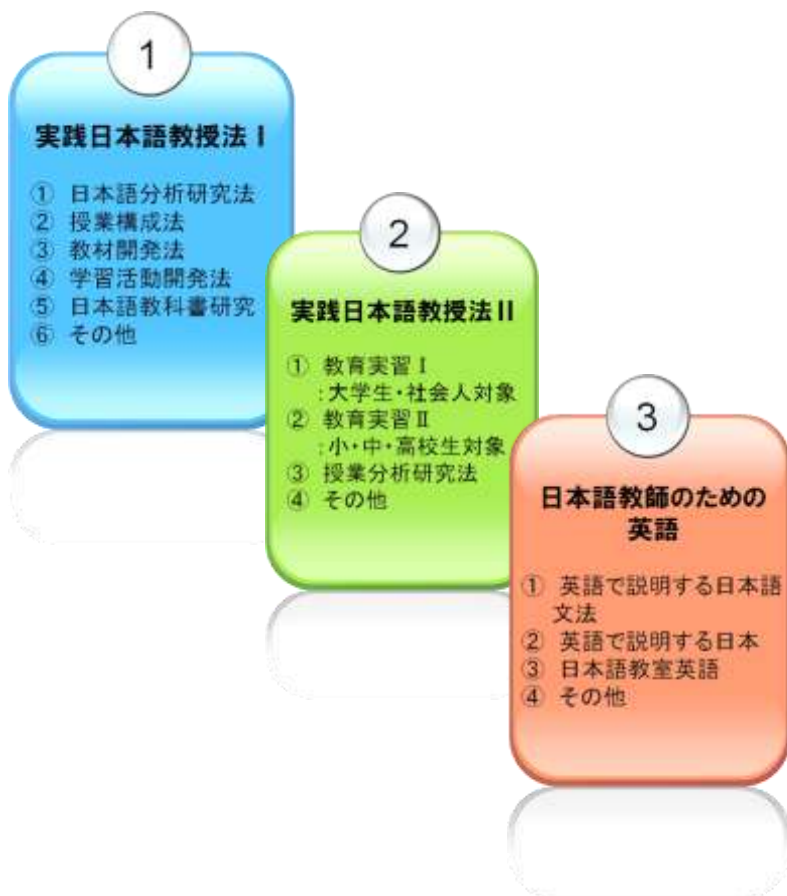 1
実践日本語教授法Ⅰ
① 日本語分析研究法
② 授業構成法
③ 教材開発法
④ 学習活動開発法
⑤ 日本語教科書研究
⑥ その他
2
実践日本語教授法Ⅱ
① 教育実習Ⅰ
:大学生・社会人対象
② 教育実習Ⅱ
:小・中・高校生対象
③ 授業分析研究法
④ その他
3
日本語教師のための
英語
① 英語で説明する日本語
文法
② 英語で説明する日本
③ 日本語教室英語
④ その他